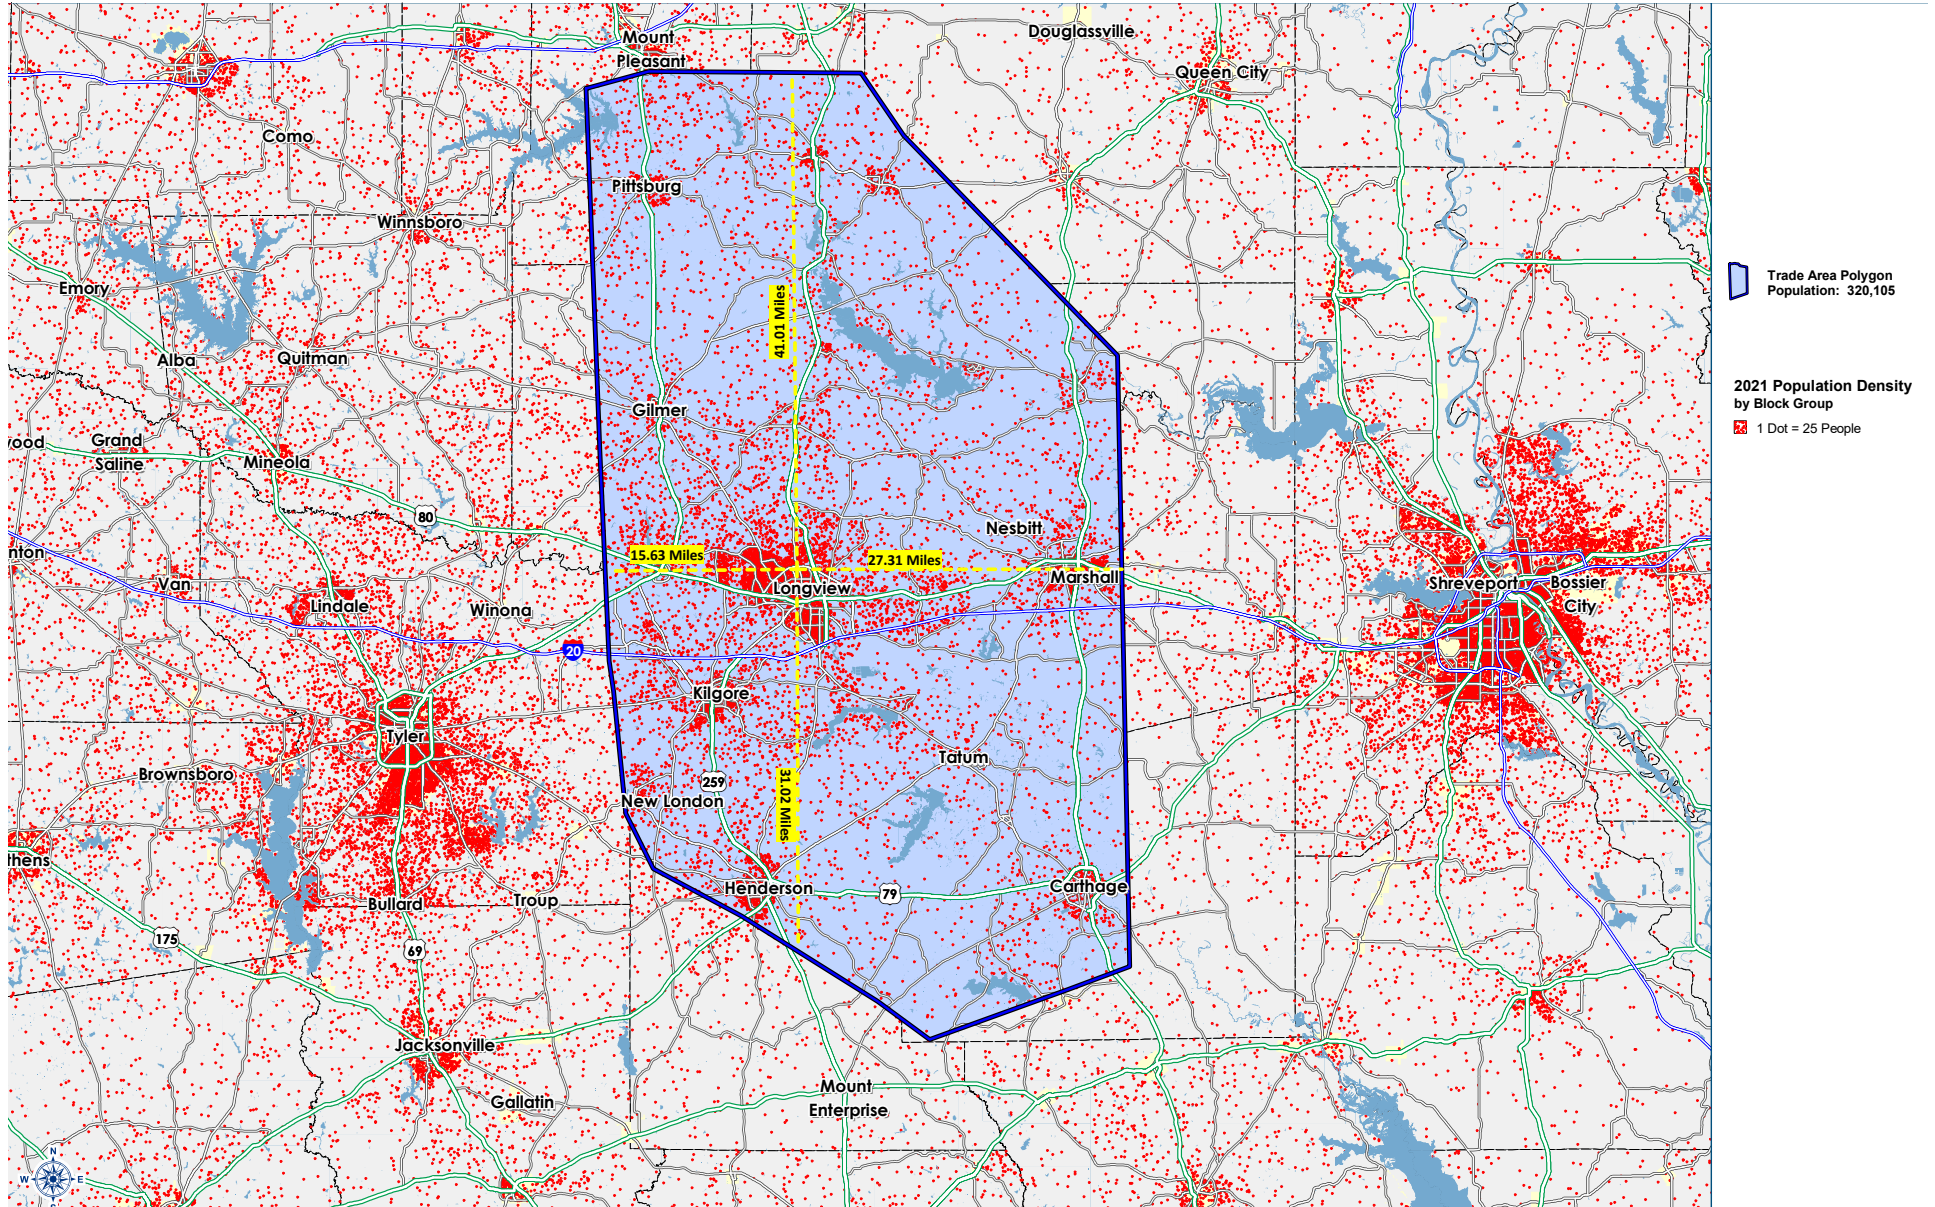 Mount
Pleasant
Douglassville
Queen City
Como
Pittsburg
Winnsboro
Emory
Alba
Quitman
41.01 Miles
Trade Area Polygon
Population:  320,105
2021 Population Density
by Block Group
1 Dot = 25 People
Gilmer
wood
Grand
Saline
Mineola
80
Nesbitt
nton
Van
15.63 Miles
27.31 Miles
Longview
Marshall
Lindale
Winona
Shreveport
Bossier
City
20
Kilgore
Tyler
Brownsboro
259
31.02 Miles
Tatum
New London
thens
Henderson
79
Carthage
Bullard
Troup
175
69
Jacksonville
Gallatin
Mount
Enterprise
N
W
E